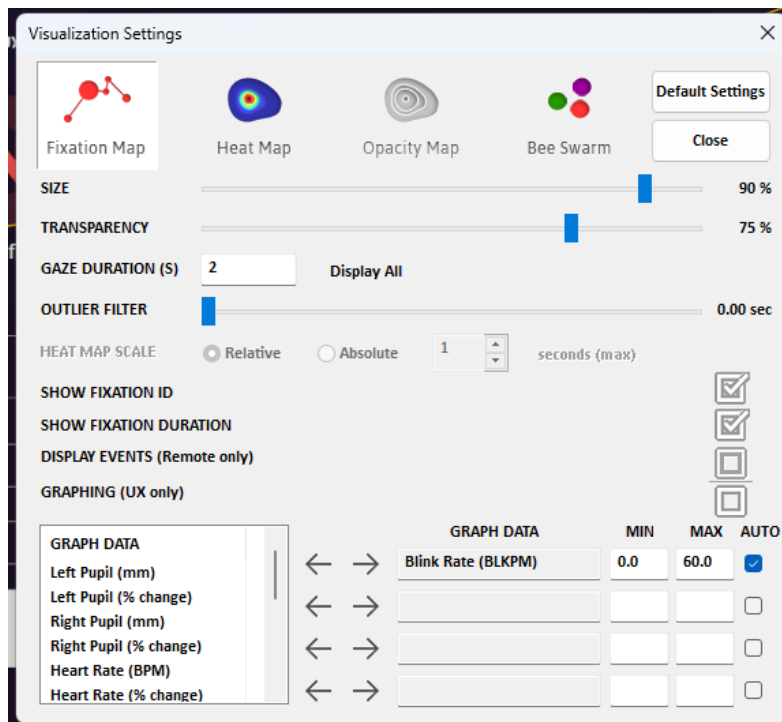 Visualization Settings
Fixation Map
Heat Map
Opacity Map
Bee Swarm
Default Settings
Close
SIZE
90 %
TRANSPARENCY
75 %
GAZE DURATION (S)
2
Display All
OUTLIER FILTER
0.00 sec
HEAT MAP SCALE
Relative
Absolute
1
seconds (max)
SHOW FIXATION ID
SHOW FIXATION DURATION
DISPLAY EVENTS (Remote only)
GRAPHING (UX only)
GRAPH DATA
Left Pupil (mm)
Left Pupil (% change)
Right Pupil (mm)
Right Pupil (% change)
Heart Rate (BPM)
Heart Rate (% change)
GRAPH DATA
MIN
MAX
AUTO
Blink Rate (BLKPM)
0.0
60.0